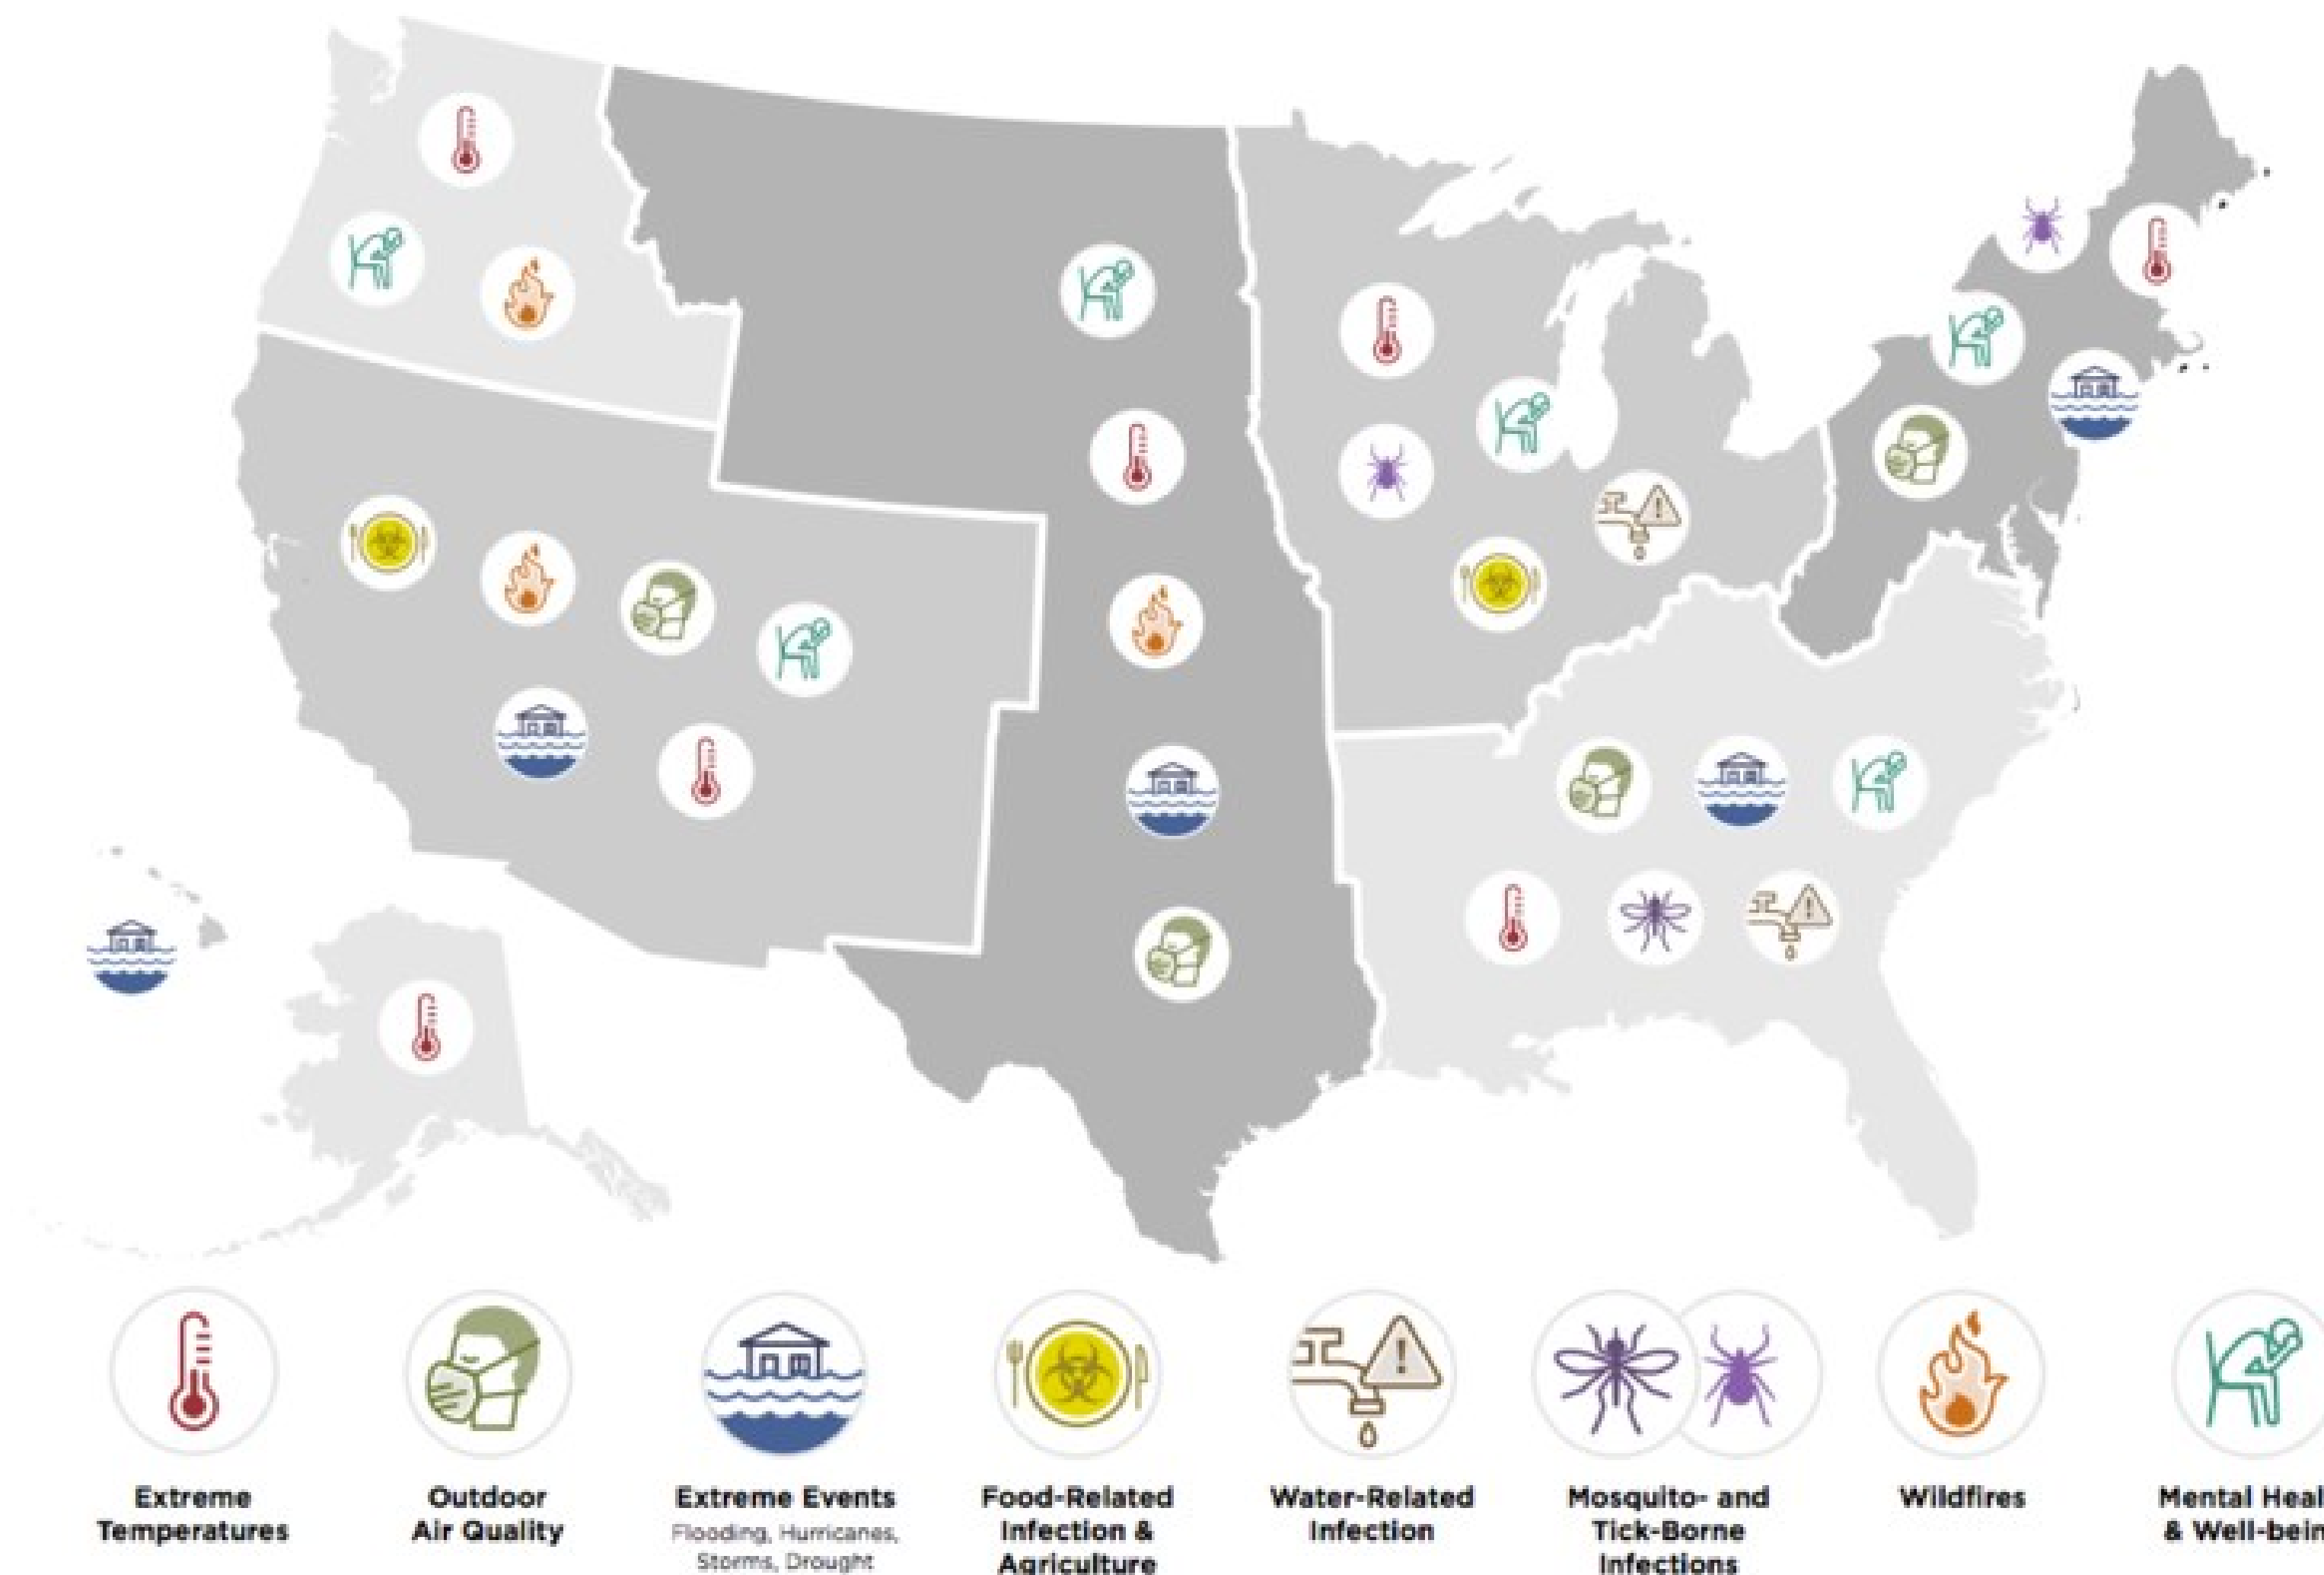 Extreme
Temperatures
Outdoor
Air Quality
Extreme Events
Flooding, Hurricanes,
Storms, Drought
Food-Related
Infection &
Agriculture
Water-Related
Infection
Mosquito- and
Tick-Borne
Infections
Wildfires
Mental Heal
& Well-bein